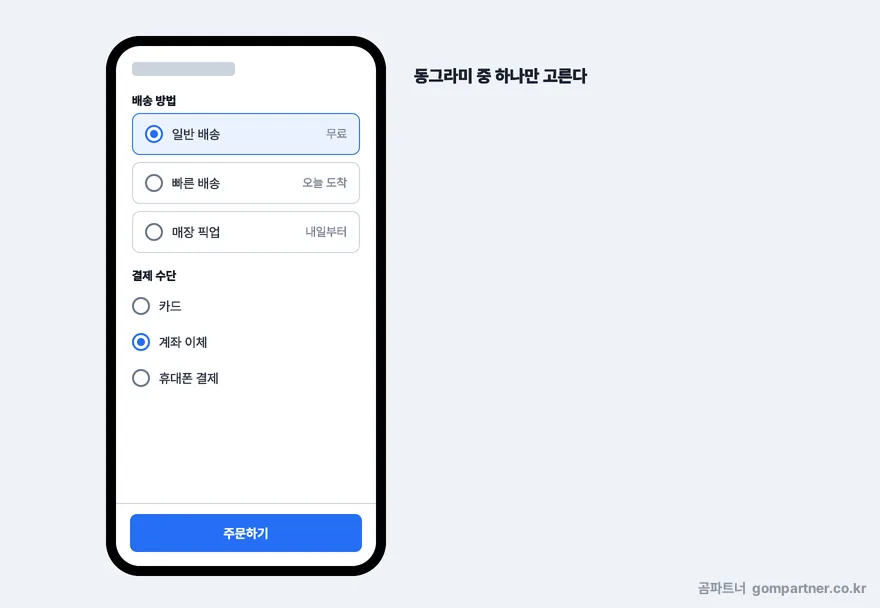 동그라미 중 하나만 고른다
배송 방법
일반 배송 무료
빠른 배송 오늘 도착
매장 픽업 내일부터
결제 수단
카드
계좌 이체
휴대폰 결제
주문하기
곰파트너 gompartner.co.kr